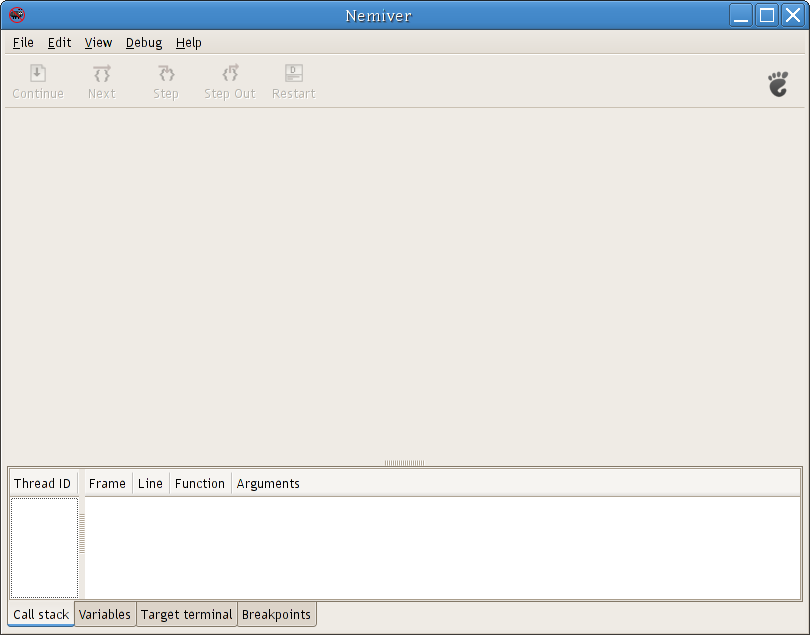 Nemiver
File Edit View Debug Help
Continue Next Step Step Out Restart
Thread ID Frame Line Function Arguments
Call stack Variables Target terminal Breakpoints